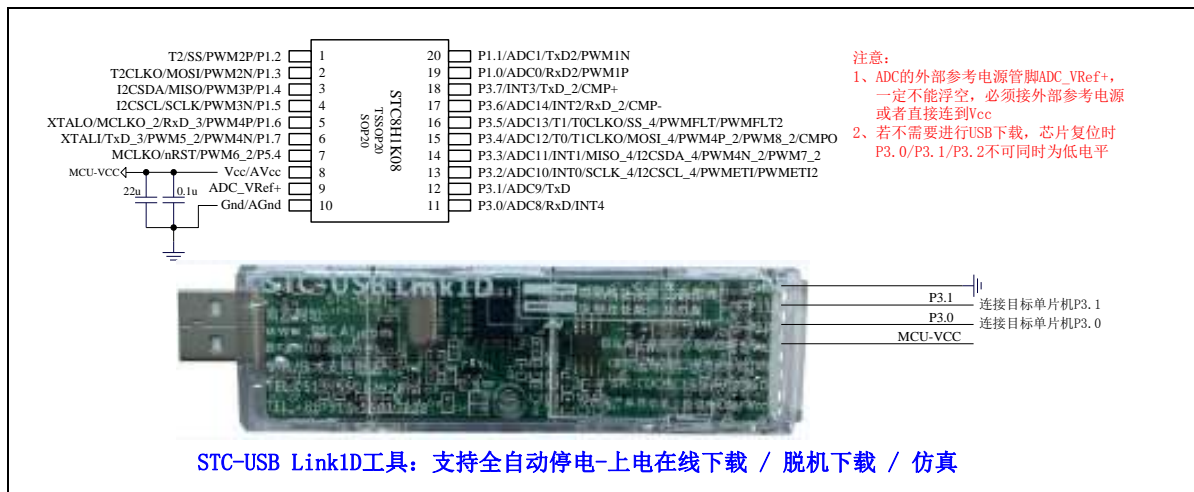 T2/SS/PWM2P/P1.2 1
T2CLKO/MOSI/PWM2N/P1.3 2
I2CSDA/MISO/PWM3P/P1.4 3
I2CSCL/SCLK/PWM3N/P1.5 4
XTALO/MCLKO_2/RxD_3/PWM4P/P1.6 5
XTALI/TxD_3/PWM5_2/PWM4N/P1.7 6
MCLKO/nRST/PWM6_2/P5.4 7
MCU-VCC Vcc/AVcc 8
22u 0.1u ADC_VRef+ 9
Gnd/AGnd 10
STC8H1K08
TSSOP20
SOP20
20 P1.1/ADC1/TxD2/PWM1N
19 P1.0/ADC0/RxD2/PWM1P
18 P3.7/INT3/TxD_2/CMP+
17 P3.6/ADC14/INT2/RxD_2/CMP-
16 P3.5/ADC13/T1/T0CLKO/SS_4/PWMFLT/PWMFLT2
15 P3.4/ADC12/T0/T1CLKO/MOSI_4/PWM4P_2/PWM8_2/CMPO
14 P3.3/ADC11/INT1/MISO_4/I2CSDA_4/PWM4N_2/PWM7_2
13 P3.2/ADC10/INT0/SCLK_4/I2CSCL_4/PWMETI/PWMETI2
12 P3.1/ADC9/TxD
11 P3.0/ADC8/RxD/INT4
注意：
1、ADC的外部参考电源管脚ADC_VRef+，
一定不能浮空，必须接外部参考电源
或者直接连到Vcc
2、若不需要进行USB下载，芯片复位时
P3.0/P3.1/P3.2不可同时为低电平
STC-USB Link1D
P3.1 连接目标单片机P3.1
P3.0 连接目标单片机P3.0
MCU-VCC
STC-USB Link1D工具：支持全自动停电-上电在线下载 / 脱机下载 / 仿真